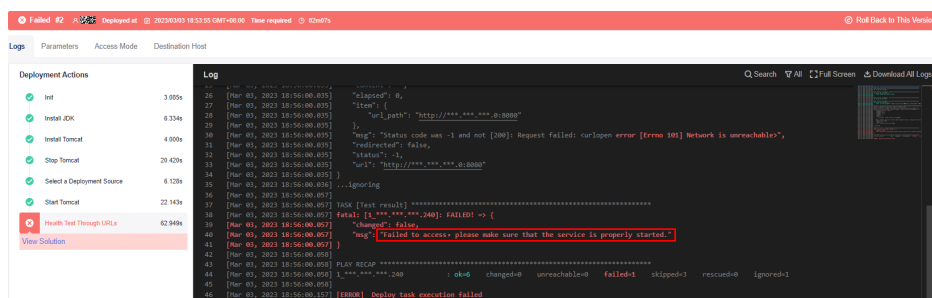 Failed #2 Deployed at 2023/03/03 18:53:55 GMT+08:00 Time required 02m07s Roll Back to This Versio
Logs Parameters Access Mode Destination Host
Deployment Actions
Init 3.085s
Install JDK 6.334s
Install Tomcat 4.000s
Stop Tomcat 20.420s
Select a Deployment Source 6.128s
Start Tomcat 22.143s
Health Test Through URLs 62.949s
View Solution
Log Search All Full Screen Download All Logs
26 [Mar 03, 2023 18:56:00.035] "elapsed": 0,
27 [Mar 03, 2023 18:56:00.035] "item": {
28 [Mar 03, 2023 18:56:00.035] "url_path": "http://***.***.***.0:8080"
29 [Mar 03, 2023 18:56:00.035] },
30 [Mar 03, 2023 18:56:00.035] "msg": "Status code was -1 and not [200]: Request failed: <urlopen error [Errno 101] Network is unreachable>",
31 [Mar 03, 2023 18:56:00.035] "redirected": false,
32 [Mar 03, 2023 18:56:00.035] "status": -1,
33 [Mar 03, 2023 18:56:00.035] "url": "http://***.***.***.0:8080"
34 [Mar 03, 2023 18:56:00.035] }
35 [Mar 03, 2023 18:56:00.036] ...ignoring
36 [Mar 03, 2023 18:56:00.057]
37 [Mar 03, 2023 18:56:00.057] TASK [Test result] **********************************************************
38 [Mar 03, 2023 18:56:00.057] fatal: [1_***.***.***.240]: FAILED! => {
39 [Mar 03, 2023 18:56:00.057] "changed": false,
40 [Mar 03, 2023 18:56:00.057] "msg": "Failed to access, please make sure that the service is properly started."
41 [Mar 03, 2023 18:56:00.057] }
42 [Mar 03, 2023 18:56:00.058]
43 [Mar 03, 2023 18:56:00.058] PLAY RECAP *****************************************************************
44 [Mar 03, 2023 18:56:00.058] 1_***.***.***.240 : ok=6 changed=0 unreachable=0 failed=1 skipped=3 rescued=0 ignored=1
45 [Mar 03, 2023 18:56:00.058]
46 [Mar 03, 2023 18:56:00.157] [ERROR] Deploy task execution failed